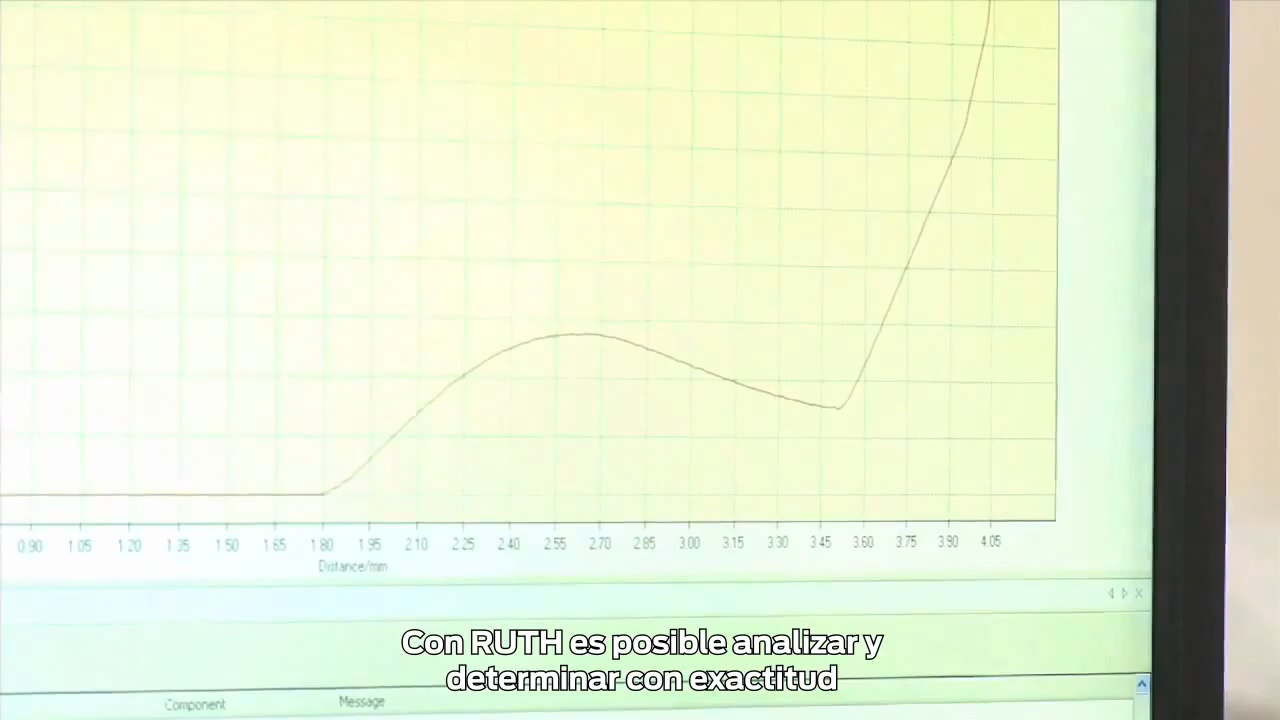 0.90 1.05 1.20 1.35 1.50 1.65 1.80 1.95 2.10 2.25 2.40 2.55 2.70 2.85 3.00 3.15 3.30 3.45 3.60 3.75 3.90 4.05
Distance/mm
Con RUTH es posible analizar y
determinar con exactitud
Component Message